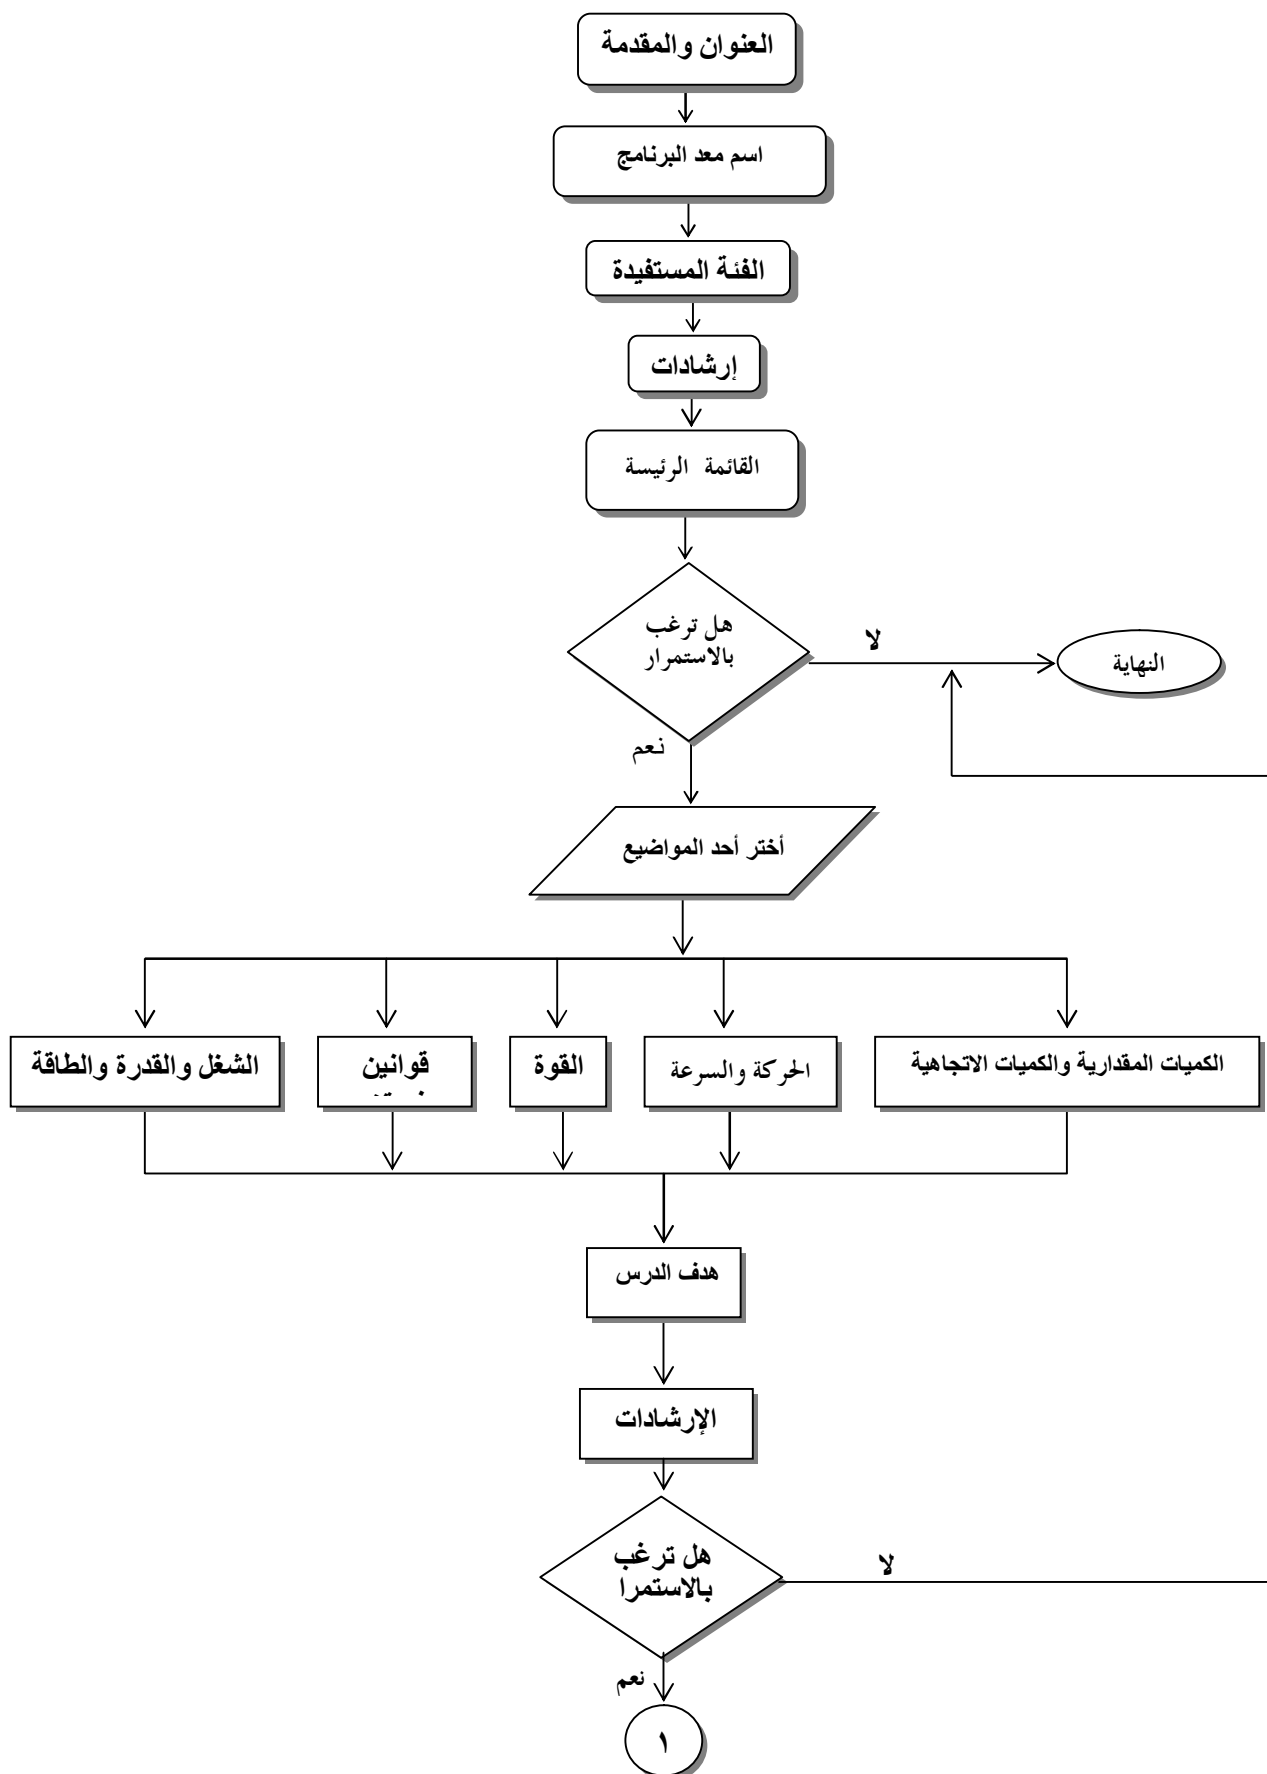 العنوان والمقدمة
اسم معد البرنامج
الفئة المستفيدة
إرشادات
القائمة الرئيسة
هل ترغب
بالاستمرار
لا
النهاية
نعم
أختر أحد المواضيع
الكميات المقدارية والكميات الاتجاهية
الحركة والسرعة
القوة
قوانين
الشغل والقدرة والطاقة
هدف الدرس
الإرشادات
هل ترغب
بالاستمرا
لا
نعم
١